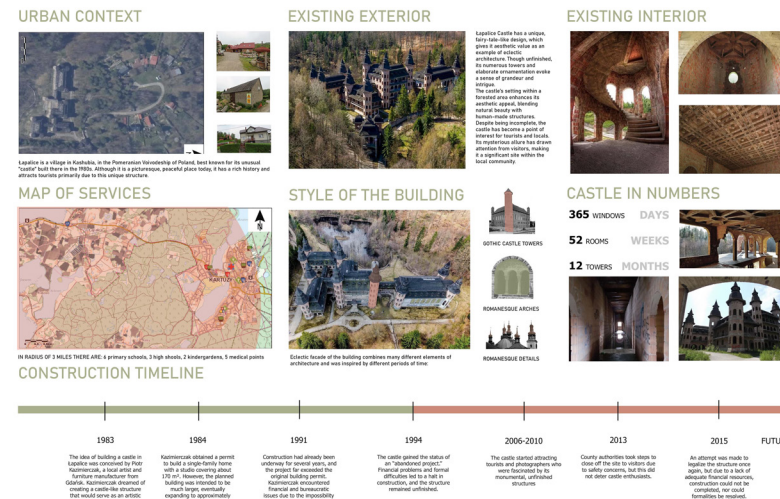 URBAN CONTEXT
Łapalice is a village in Kashubia, in the Pomeranian Voivodeship of Poland, best known for its unusual
"castle" built there in the 1980s. Although it is a picturesque, peaceful place today, it has a rich history and
attracts tourists primarily due to this unique structure.
EXISTING EXTERIOR
Łapalice Castle has a unique,
fairy-tale-like design, which
gives it aesthetic value as an
example of eclectic
architecture. Though unfinished,
its numerous towers and
elaborate ornamentation evoke
a sense of grandeur and
intrigue.
The castle's setting within a
forested area enhances its
aesthetic appeal, blending
natural beauty with
human-made structures.
Despite being incomplete, the
castle has become a point of
interest for tourists and locals.
Its mysterious allure has drawn
attention from visitors, making
it a significant site within the
local community.
EXISTING INTERIOR
MAP OF SERVICES
KARTUZY
IN RADIUS OF 3 MILES THERE ARE: 6 primary schools, 3 high shools, 2 kindergardens, 5 medical points
STYLE OF THE BUILDING
Eclectic facade of the building combines many different elements of
architecture and was inspired by different periods of time:
GOTHIC CASTLE TOWERS
ROMANESQUE ARCHES
ROMANESQUE DETAILS
CASTLE IN NUMBERS
365 WINDOWS DAYS
52 ROOMS WEEKS
12 TOWERS MONTHS
CONSTRUCTION TIMELINE
1983
The idea of building a castle in
Łapalice was conceived by Piotr
Kazimierczak, a local artist and
furniture manufacturer from
Gdańsk. Kazimierczak dreamed of
creating a castle-like structure
that would serve as an artistic
1984
Kazimierczak obtained a permit
to build a single-family home
with a studio covering about
170 m². However, the planned
building was intended to be
much larger, eventually
expanding to approximately
1991
Construction had already been
underway for several years, and
the project far exceeded the
original building permit.
Kazimierczak encountered
financial and bureaucratic
issues due to the impossibility
1994
The castle gained the status of
an "abandoned project."
Financial problems and formal
difficulties led to a halt in
construction, and the structure
remained unfinished.
2006-2010
The castle started attracting
tourists and photographers who
were fascinated by its
monumental, unfinished
structures
2013
County authorities took steps to
close off the site to visitors due
to safety concerns, but this did
not deter castle enthusiasts.
2015
An attempt was made to
legalize the structure once
again, but due to a lack of
adequate financial resources,
construction could not be
completed, nor could
formalities be resolved.
FUTU